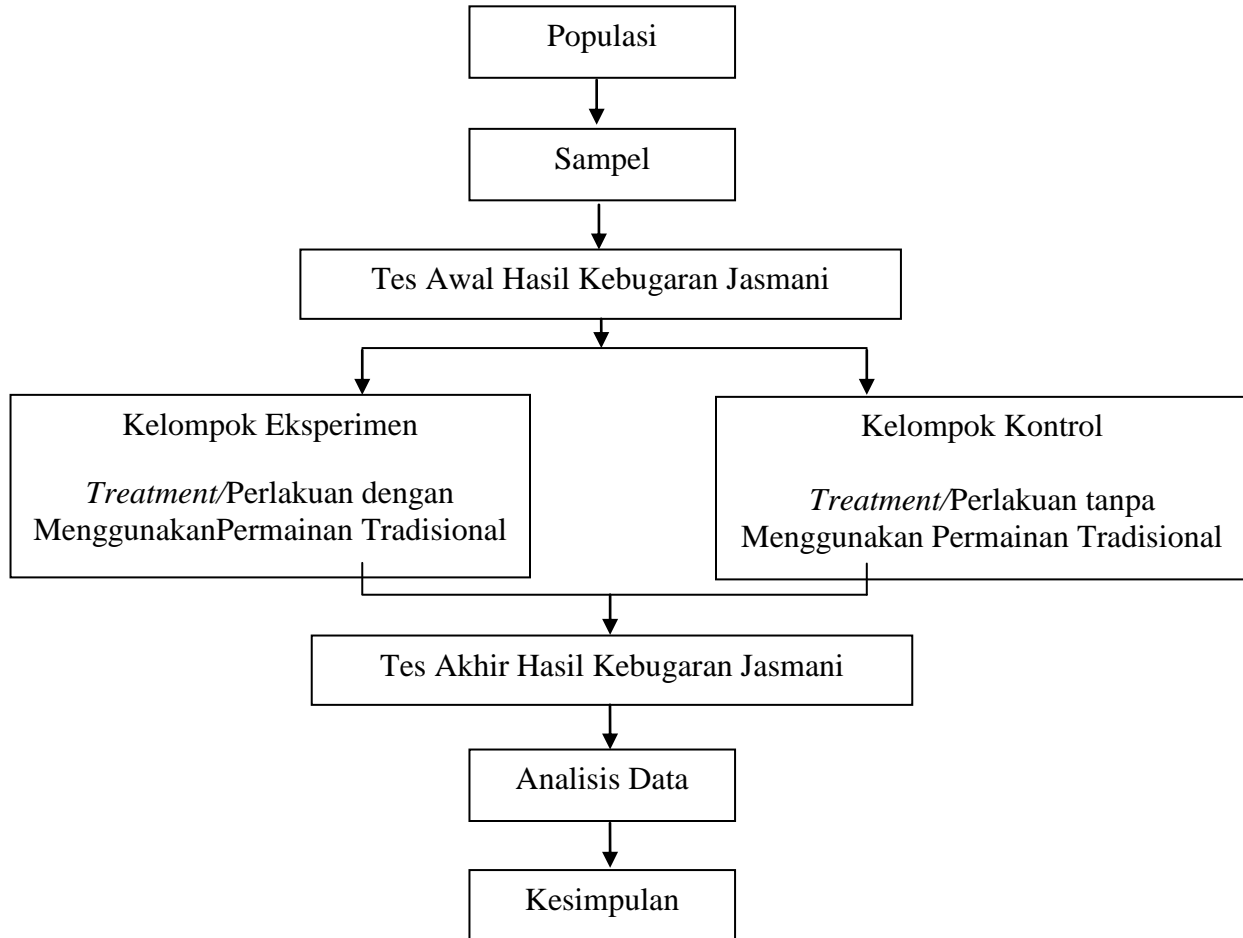 Populasi
Sampel
Tes Awal Hasil Kebugaran Jasmani
Kelompok Eksperimen
Treatment/Perlakuan dengan
MenggunakanPermainan Tradisional
Kelompok Kontrol
Treatment/Perlakuan tanpa
Menggunakan Permainan Tradisional
Tes Akhir Hasil Kebugaran Jasmani
Analisis Data
Kesimpulan